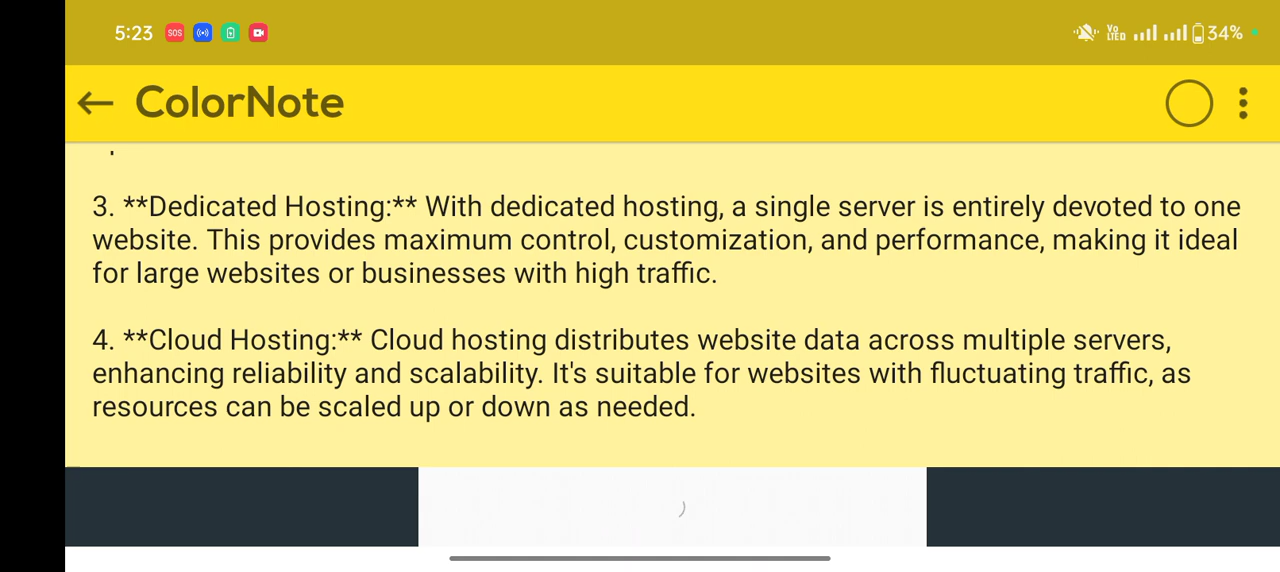 5:23 SOS Vo LTED 34%
ColorNote
3. **Dedicated Hosting:** With dedicated hosting, a single server is entirely devoted to one
website. This provides maximum control, customization, and performance, making it ideal
for large websites or businesses with high traffic.
4. **Cloud Hosting:** Cloud hosting distributes website data across multiple servers,
enhancing reliability and scalability. It's suitable for websites with fluctuating traffic, as
resources can be scaled up or down as needed.